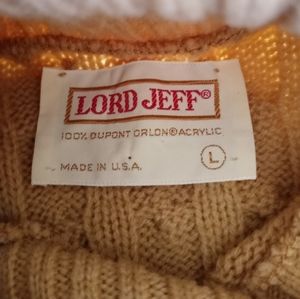 LORD JEFF®
100% DUPONT ORLON® ACRYLIC
MADE IN U.S.A.
L